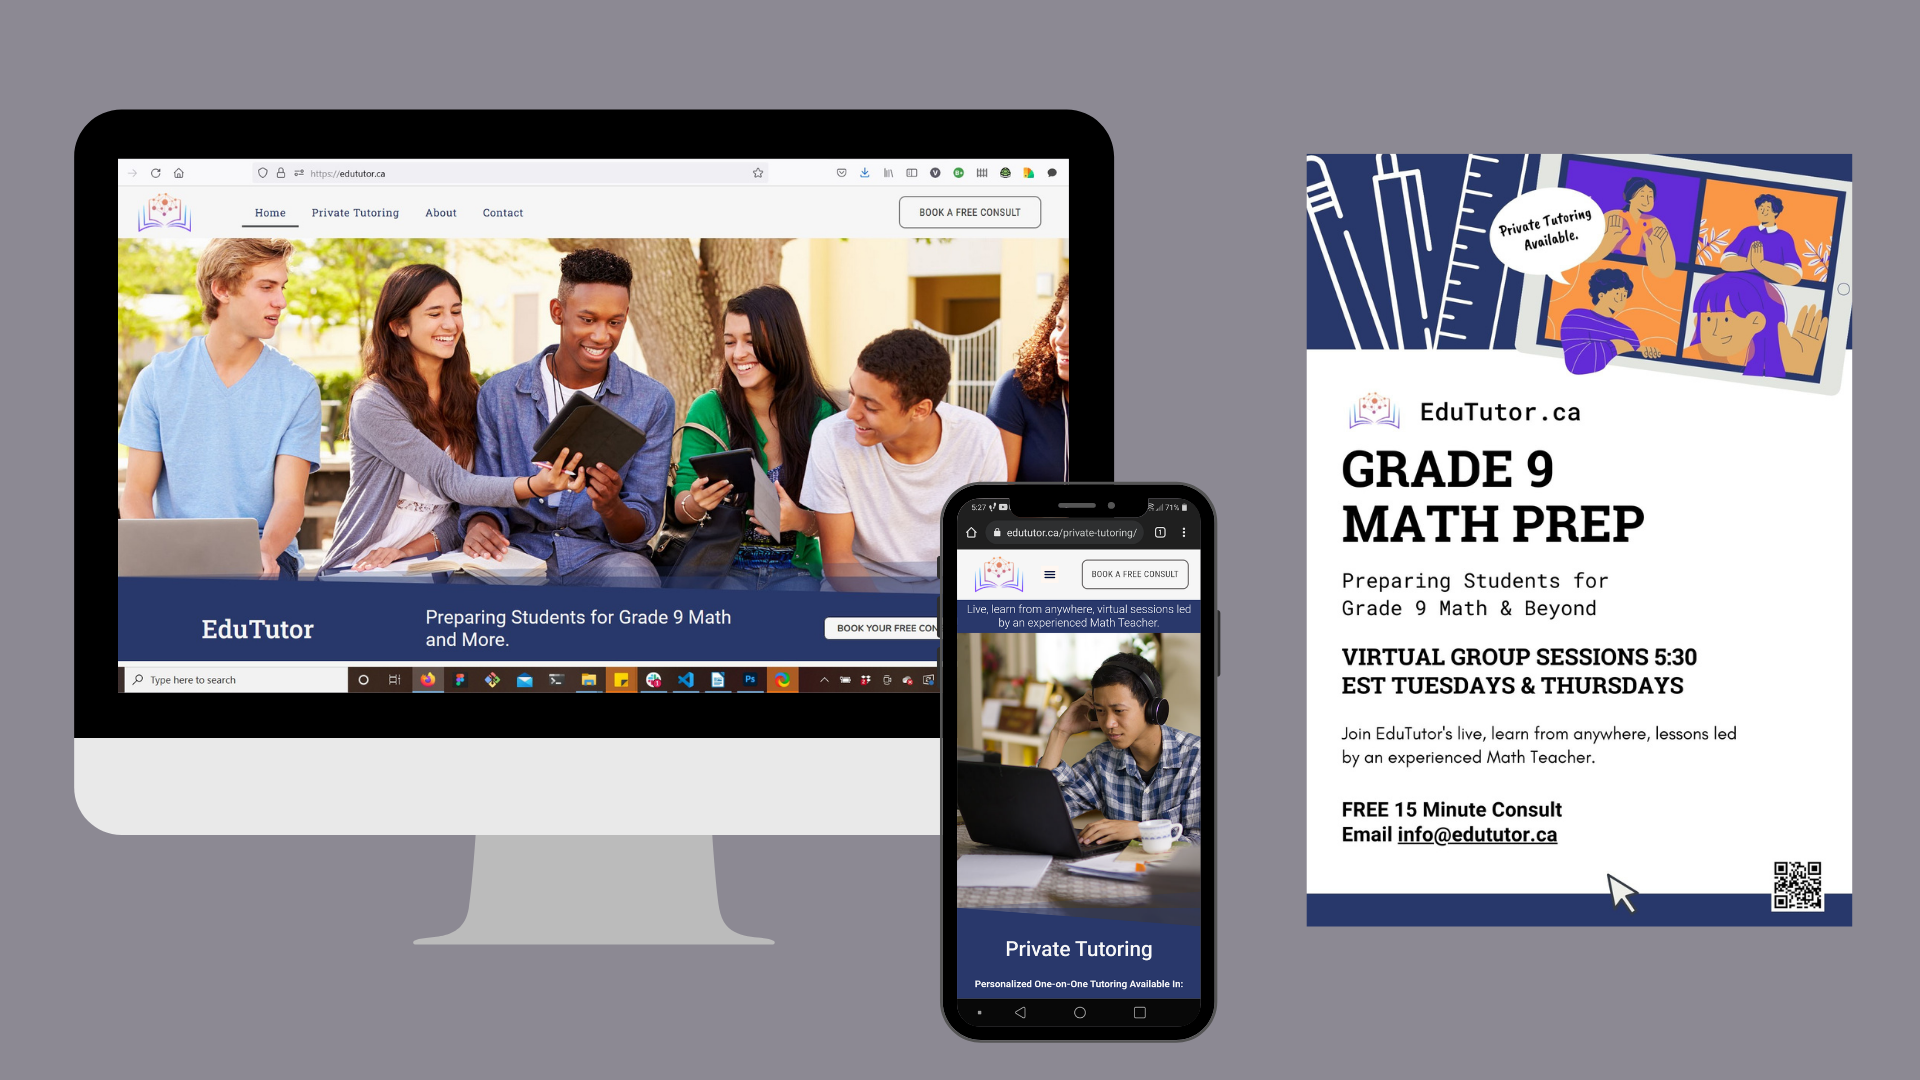 https://edututor.ca
Home Private Tutoring About Contact
BOOK A FREE CONSULT
EduTutor
Preparing Students for Grade 9 Math
and More.
BOOK YOUR FREE CON
Type here to search
Ps
5:27
71%
edututor.ca/private-tutoring/
1
BOOK A FREE CONSULT
Live, learn from anywhere, virtual sessions led
by an experienced Math Teacher.
Private Tutoring
Personalized One-on-One Tutoring Available In:
Private Tutoring
Available.
EduTutor.ca
GRADE 9
MATH PREP
Preparing Students for
Grade 9 Math & Beyond
VIRTUAL GROUP SESSIONS 5:30
EST TUESDAYS & THURSDAYS
Join EduTutor's live, learn from anywhere, lessons led
by an experienced Math Teacher.
FREE 15 Minute Consult
Email info@edututor.ca